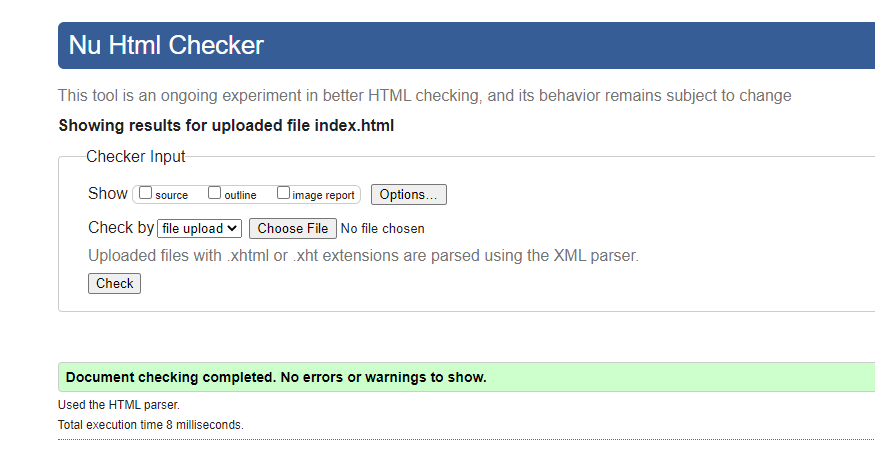 Nu Html Checker
This tool is an ongoing experiment in better HTML checking, and its behavior remains subject to change
Showing results for uploaded file index.html
Checker Input
Show source outline image report Options...
Check by file upload Choose File No file chosen
Uploaded files with .xhtml or .xht extensions are parsed using the XML parser.
Check
Document checking completed. No errors or warnings to show.
Used the HTML parser.
Total execution time 8 milliseconds.